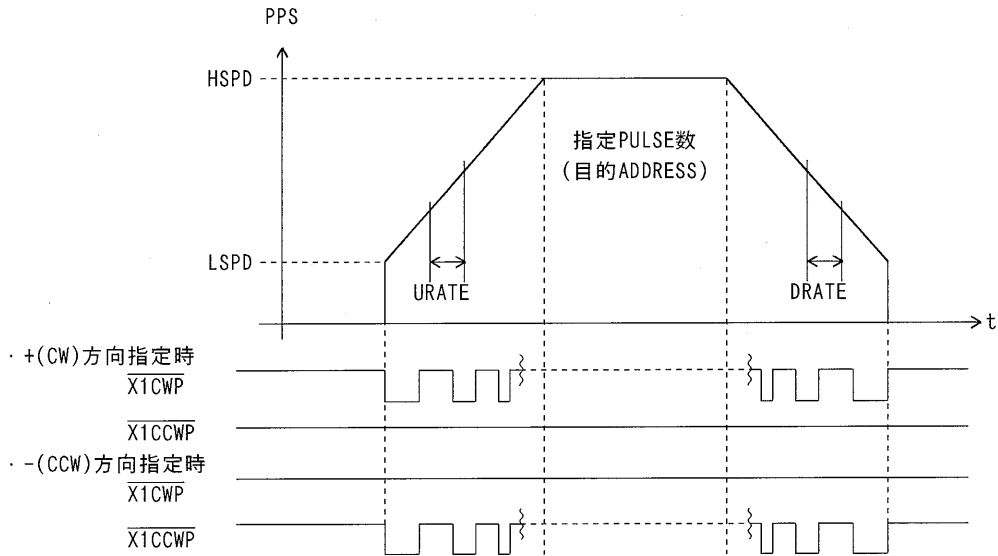 PPS
HSPD
指定PULSE数
(目的ADDRESS)
LSPD
URATE
DRATE
t
・+(CW)方向指定時
X1CWP
X1CCWP
・-(CCW)方向指定時
X1CWP
X1CCWP